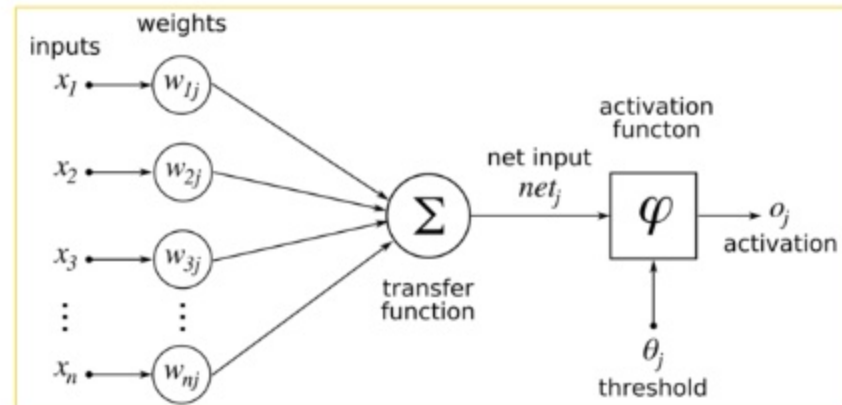 weights
inputs
x1
w1j
x2
w2j
x3
w3j
⋮
⋮
xn
wnj
Σ
transfer
function
net input
netj
activation
functon
φ
oj
activation
θj
threshold